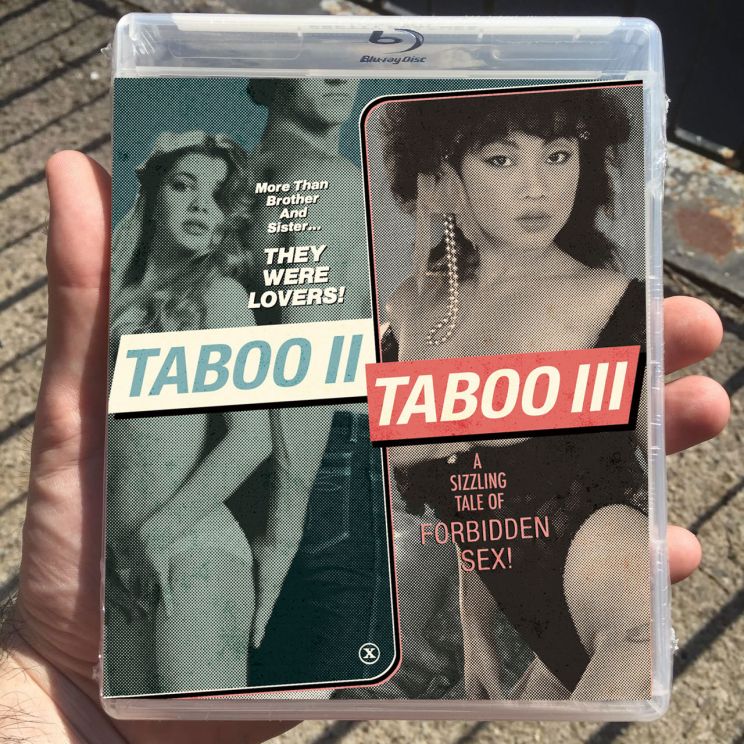 Blu-ray Disc
More Than
Brother
And
Sister...
THEY
WERE
LOVERS!
TABOO II
TABOO III
A
SIZZLING
TALE OF
FORBIDDEN
SEX!
X